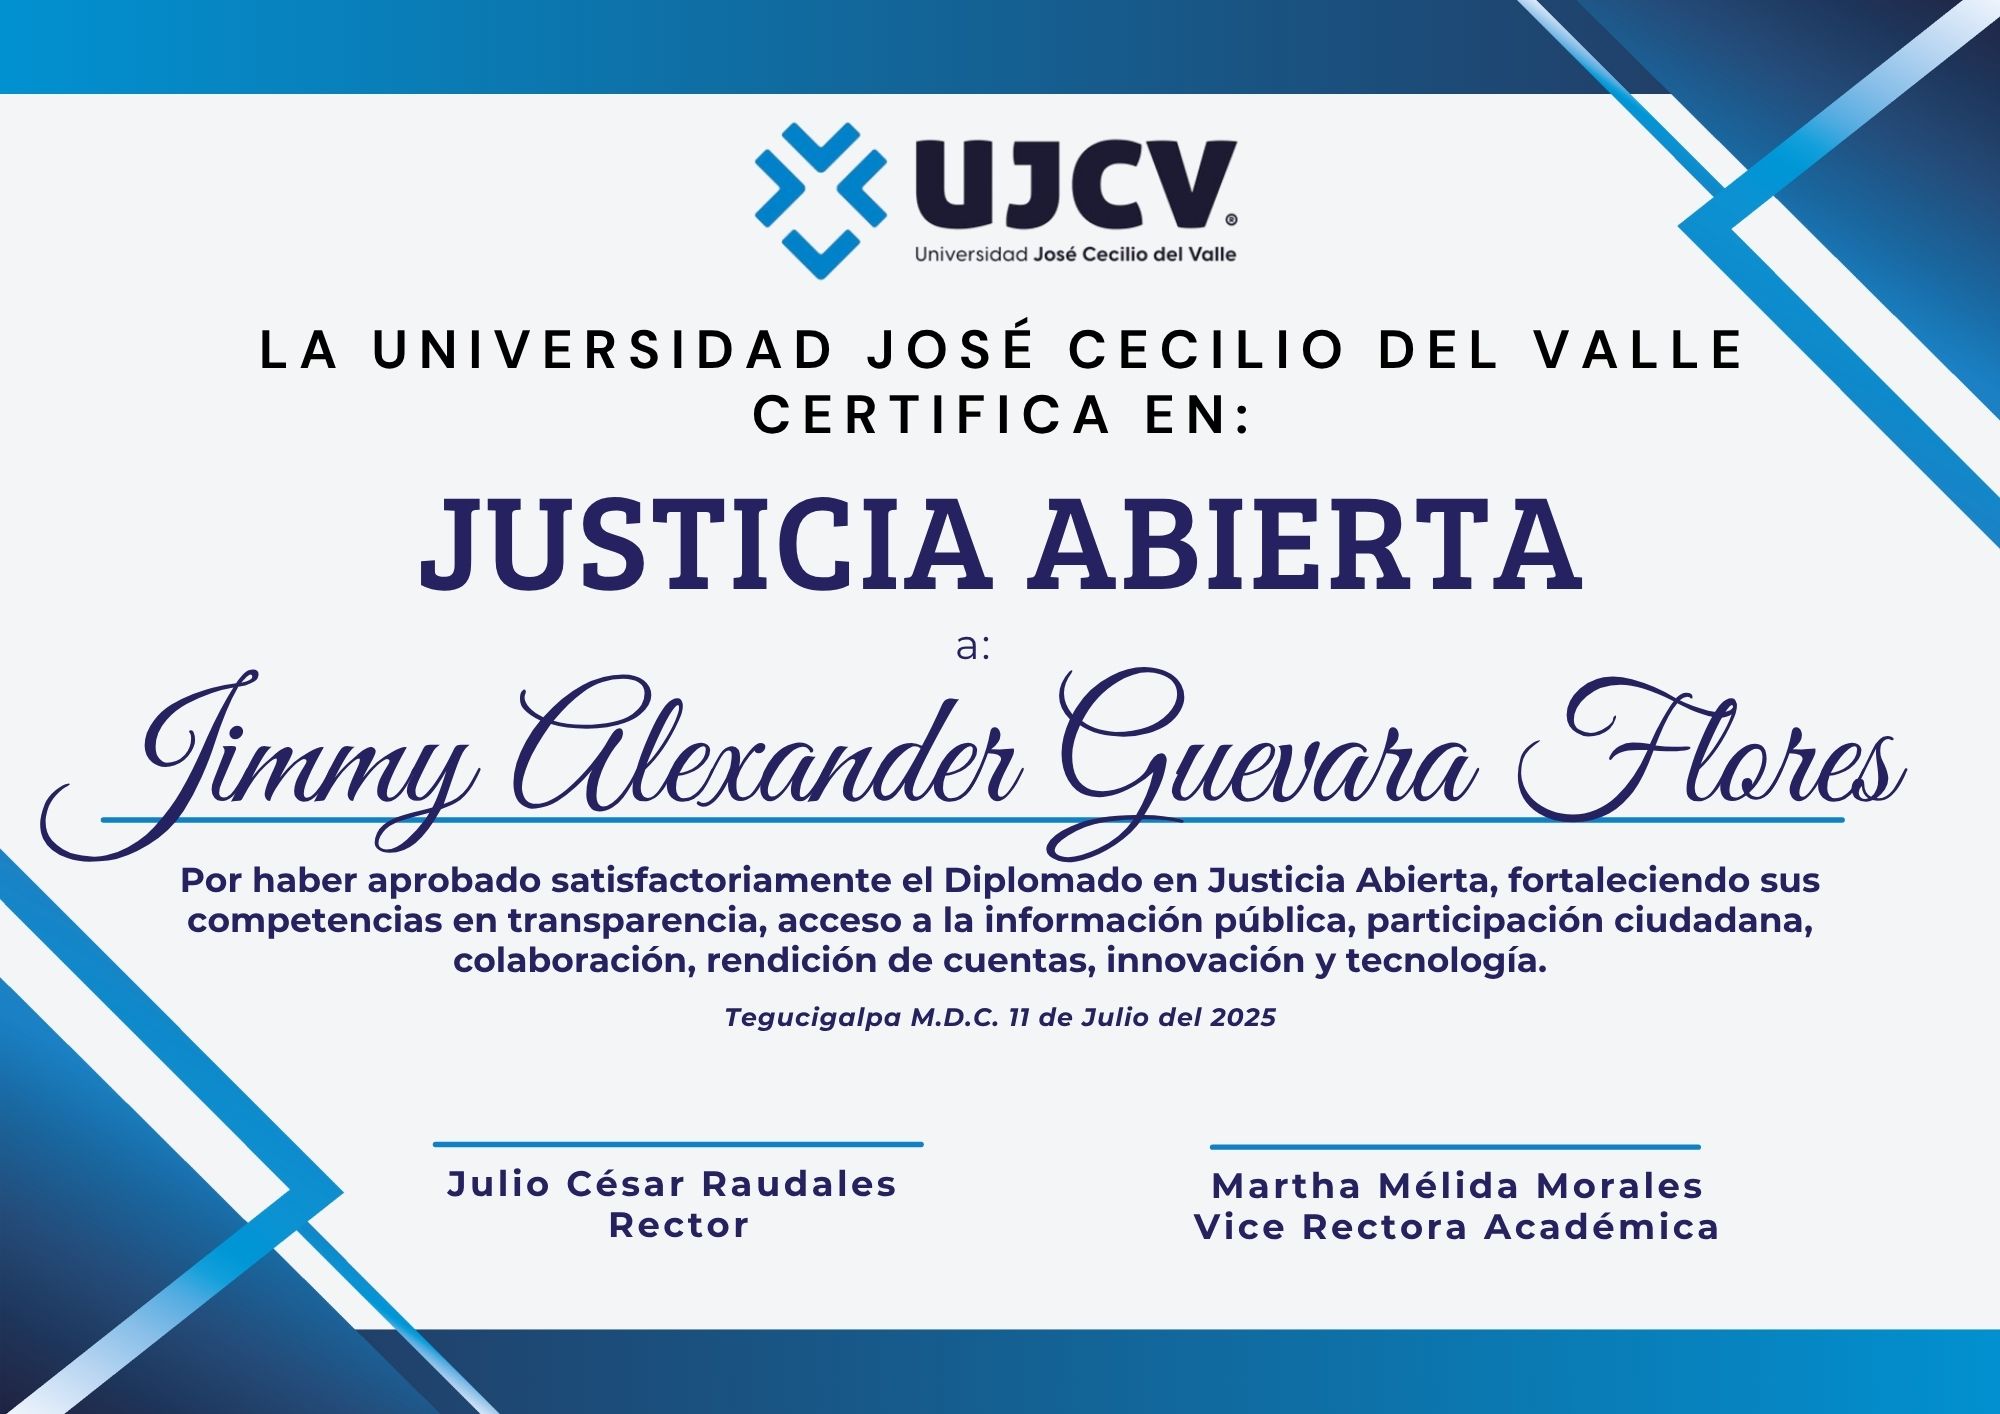 UJCV®
Universidad José Cecilio del Valle
LA UNIVERSIDAD JOSÉ CECILIO DEL VALLE
CERTIFICA EN:
JUSTICIA ABIERTA
a:
Jimmy Alexander Guevara Flores
Por haber aprobado satisfactoriamente el Diplomado en Justicia Abierta, fortaleciendo sus
competencias en transparencia, acceso a la información pública, participación ciudadana,
colaboración, rendición de cuentas, innovación y tecnología.
Tegucigalpa M.D.C. 11 de Julio del 2025
Julio César Raudales
Rector
Martha Mélida Morales
Vice Rectora Académica